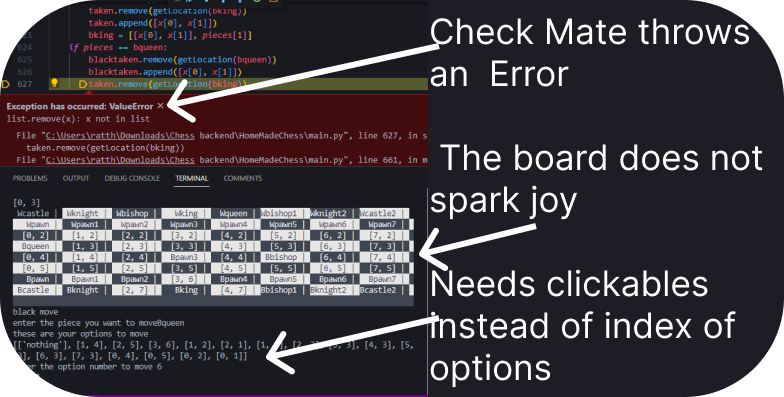 taken.remove(getLocation(bking))
taken.append([x[0], x[1]])
bking = [[x[0], x[1]], pieces[1]]
624 if pieces == bqueen:
625 blacktaken.remove(getLocation(bqueen))
626 blacktaken.append([x[0], x[1]])
627 taken.remove(getLocation(bking))
Exception has occurred: ValueError ×
list.remove(x): x not in list
File "C:\Users\ratth\Downloads\Chess backend\HomeMadeChess\main.py", line 627, in s
taken.remove(getLocation(bking))
File "C:\Users\ratth\Downloads\Chess backend\HomeMadeChess\main.py", line 661, in m
PROBLEMS OUTPUT DEBUG CONSOLE TERMINAL COMMENTS
[0, 3]
Wcastle | Wknight | Wbishop | Wking | Wqueen | Wbishop1 | Wknight2 | Wcastle2 |
Wpawn | Wpawn1 | Wpawn2 | Wpawn3 | Wpawn4 | Wpawn5 | Wpawn6 | Wpawn7 |
[0, 2] | [1, 2] | [2, 2] | [3, 2] | [4, 2] | [5, 2] | [6, 2] | [7, 2] |
Bqueen | [1, 3] | [2, 3] | [3, 3] | [4, 3] | [5, 3] | [6, 3] | [7, 3] |
[0, 4] | [1, 4] | [2, 4] | Bpawn3 | [4, 4] | Bbishop | [6, 4] | [7, 4] |
[0, 5] | [1, 5] | [2, 5] | [3, 5] | [4, 5] | [5, 5] | [6, 5] | [7, 5] |
Bpawn | Bpawn1 | Bpawn2 | [3, 6] | Bpawn4 | Bpawn5 | Bpawn6 | Bpawn7 |
Bcastle | Bknight | [2, 7] | Bking | [4, 7] | Bbishop1 | Bknight2 | Bcastle2 |
black move
enter the piece you want to moveBqueen
these are your options to move
[['nothing'], [1, 4], [2, 5], [3, 6], [1, 2], [2, 1], [4, 3], [5,
[6, 3], [7, 3], [0, 4], [0, 5], [0, 2], [0, 1]]
the option number to move 6
Check Mate throws
an Error
The board does not
spark joy
Needs clickables
instead of index of
options